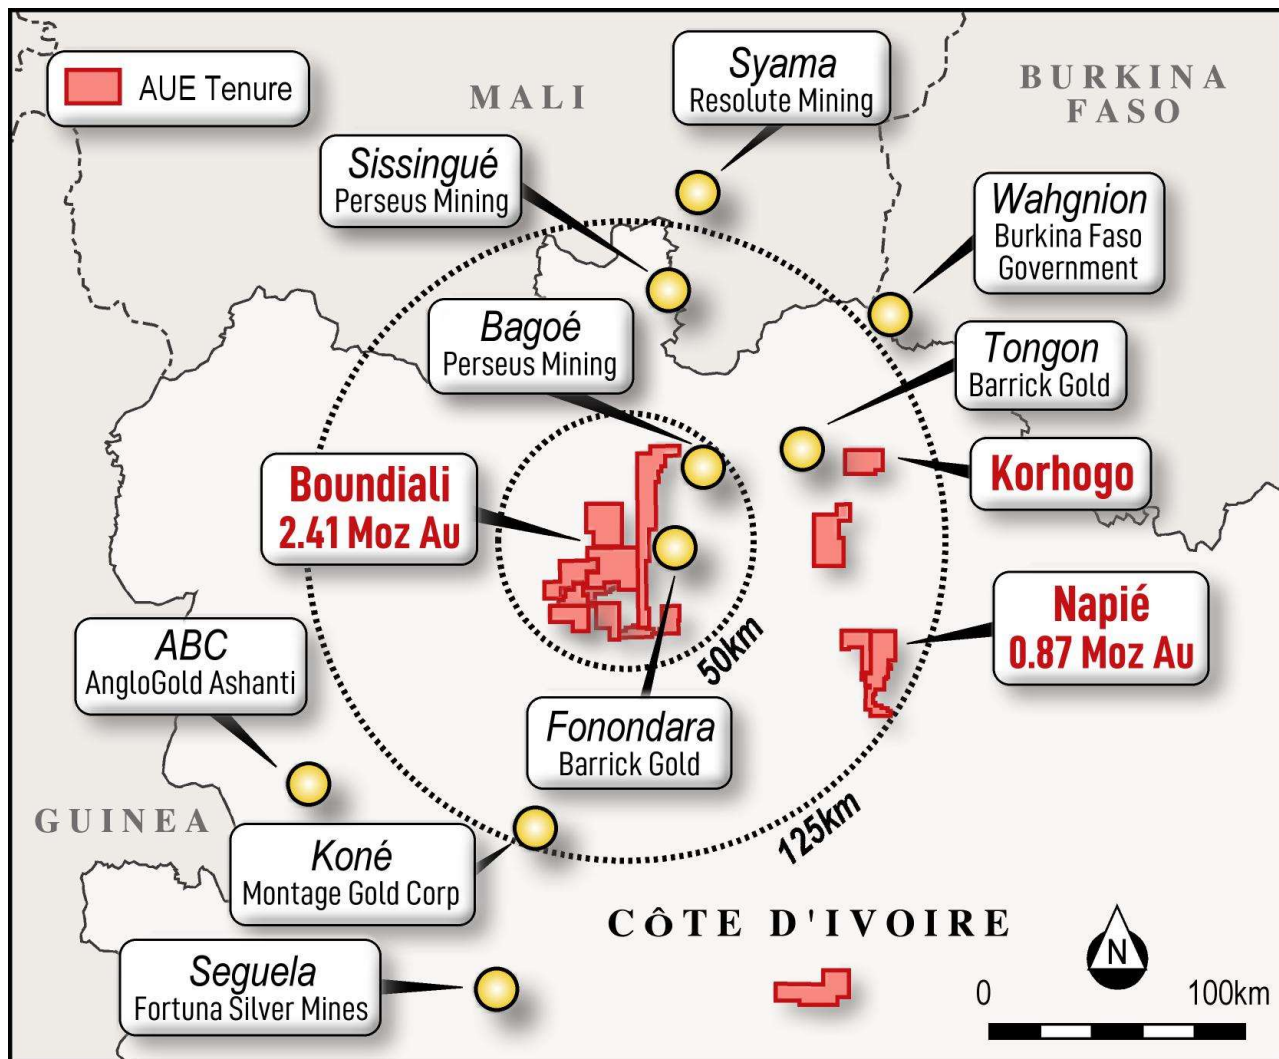 AUE Tenure
MALI
Syama
Resolute Mining
BURKINA
FASO
Sissingué
Perseus Mining
Wahgnion
Burkina Faso
Government
Bagoé
Perseus Mining
Tongon
Barrick Gold
Boundiali
2.41 Moz Au
Korhogo
Napié
0.87 Moz Au
50km
ABC
AngloGold Ashanti
Fonondara
Barrick Gold
125km
GUINEA
Koné
Montage Gold Corp
CÔTE D'IVOIRE
Seguela
Fortuna Silver Mines
N
0
100km